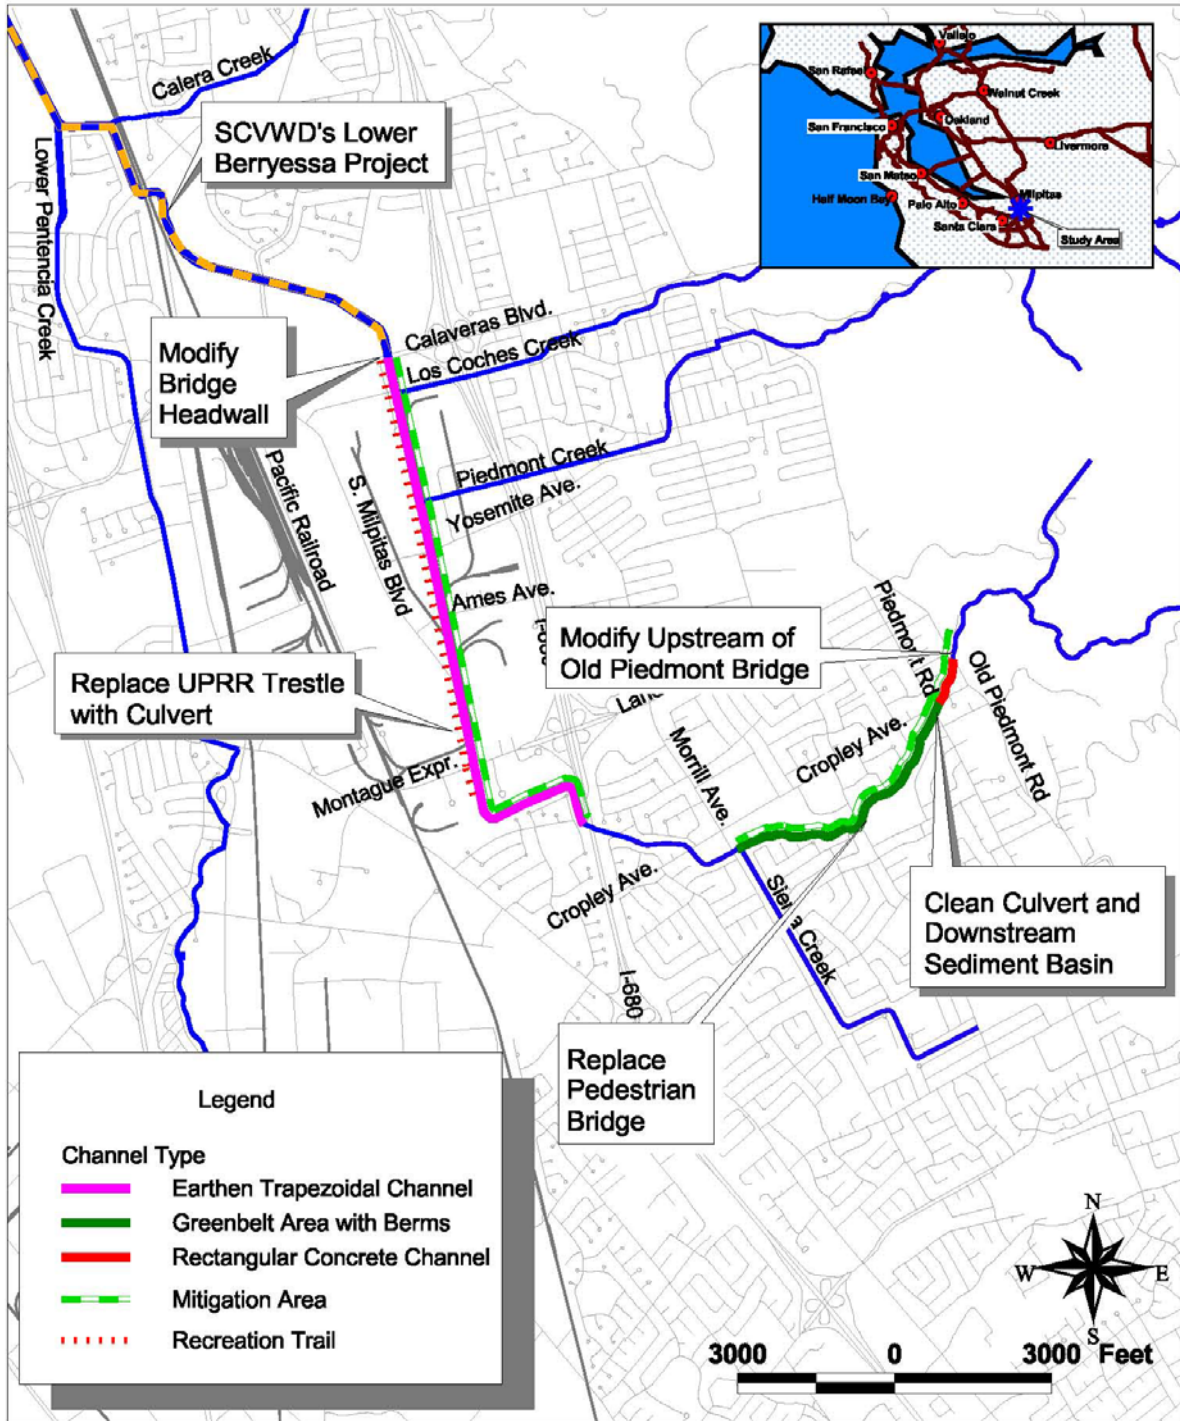 Calera Creek
SCVWD's Lower
Berryessa Project
Lower Pentencia Creek
Vallejo
San Rafael
Walnut Creek
Oakland
San Francisco
Livermore
San Mateo
Milpitas
Half Moon Bay
Palo Alto
Santa Clara
Study Area
Modify
Bridge
Headwall
Calaveras Blvd.
Los Coches Creek
Piedmont Creek
Yosemite Ave.
Pacific Railroad
S. Milpitas Blvd
Ames Ave.
Modify Upstream of
Old Piedmont Bridge
Piedmont Rd
Old Piedmont Rd
Replace UPRR Trestle
with Culvert
Montague Expr.
Morrill Ave.
Cropley Ave.
Cropley Ave.
Sierra Creek
Clean Culvert and
Downstream
Sediment Basin
I-680
Replace
Pedestrian
Bridge
Legend
Channel Type
Earthen Trapezoidal Channel
Greenbelt Area with Berms
Rectangular Concrete Channel
Mitigation Area
Recreation Trail
N
W
E
S
3000 0 3000 Feet